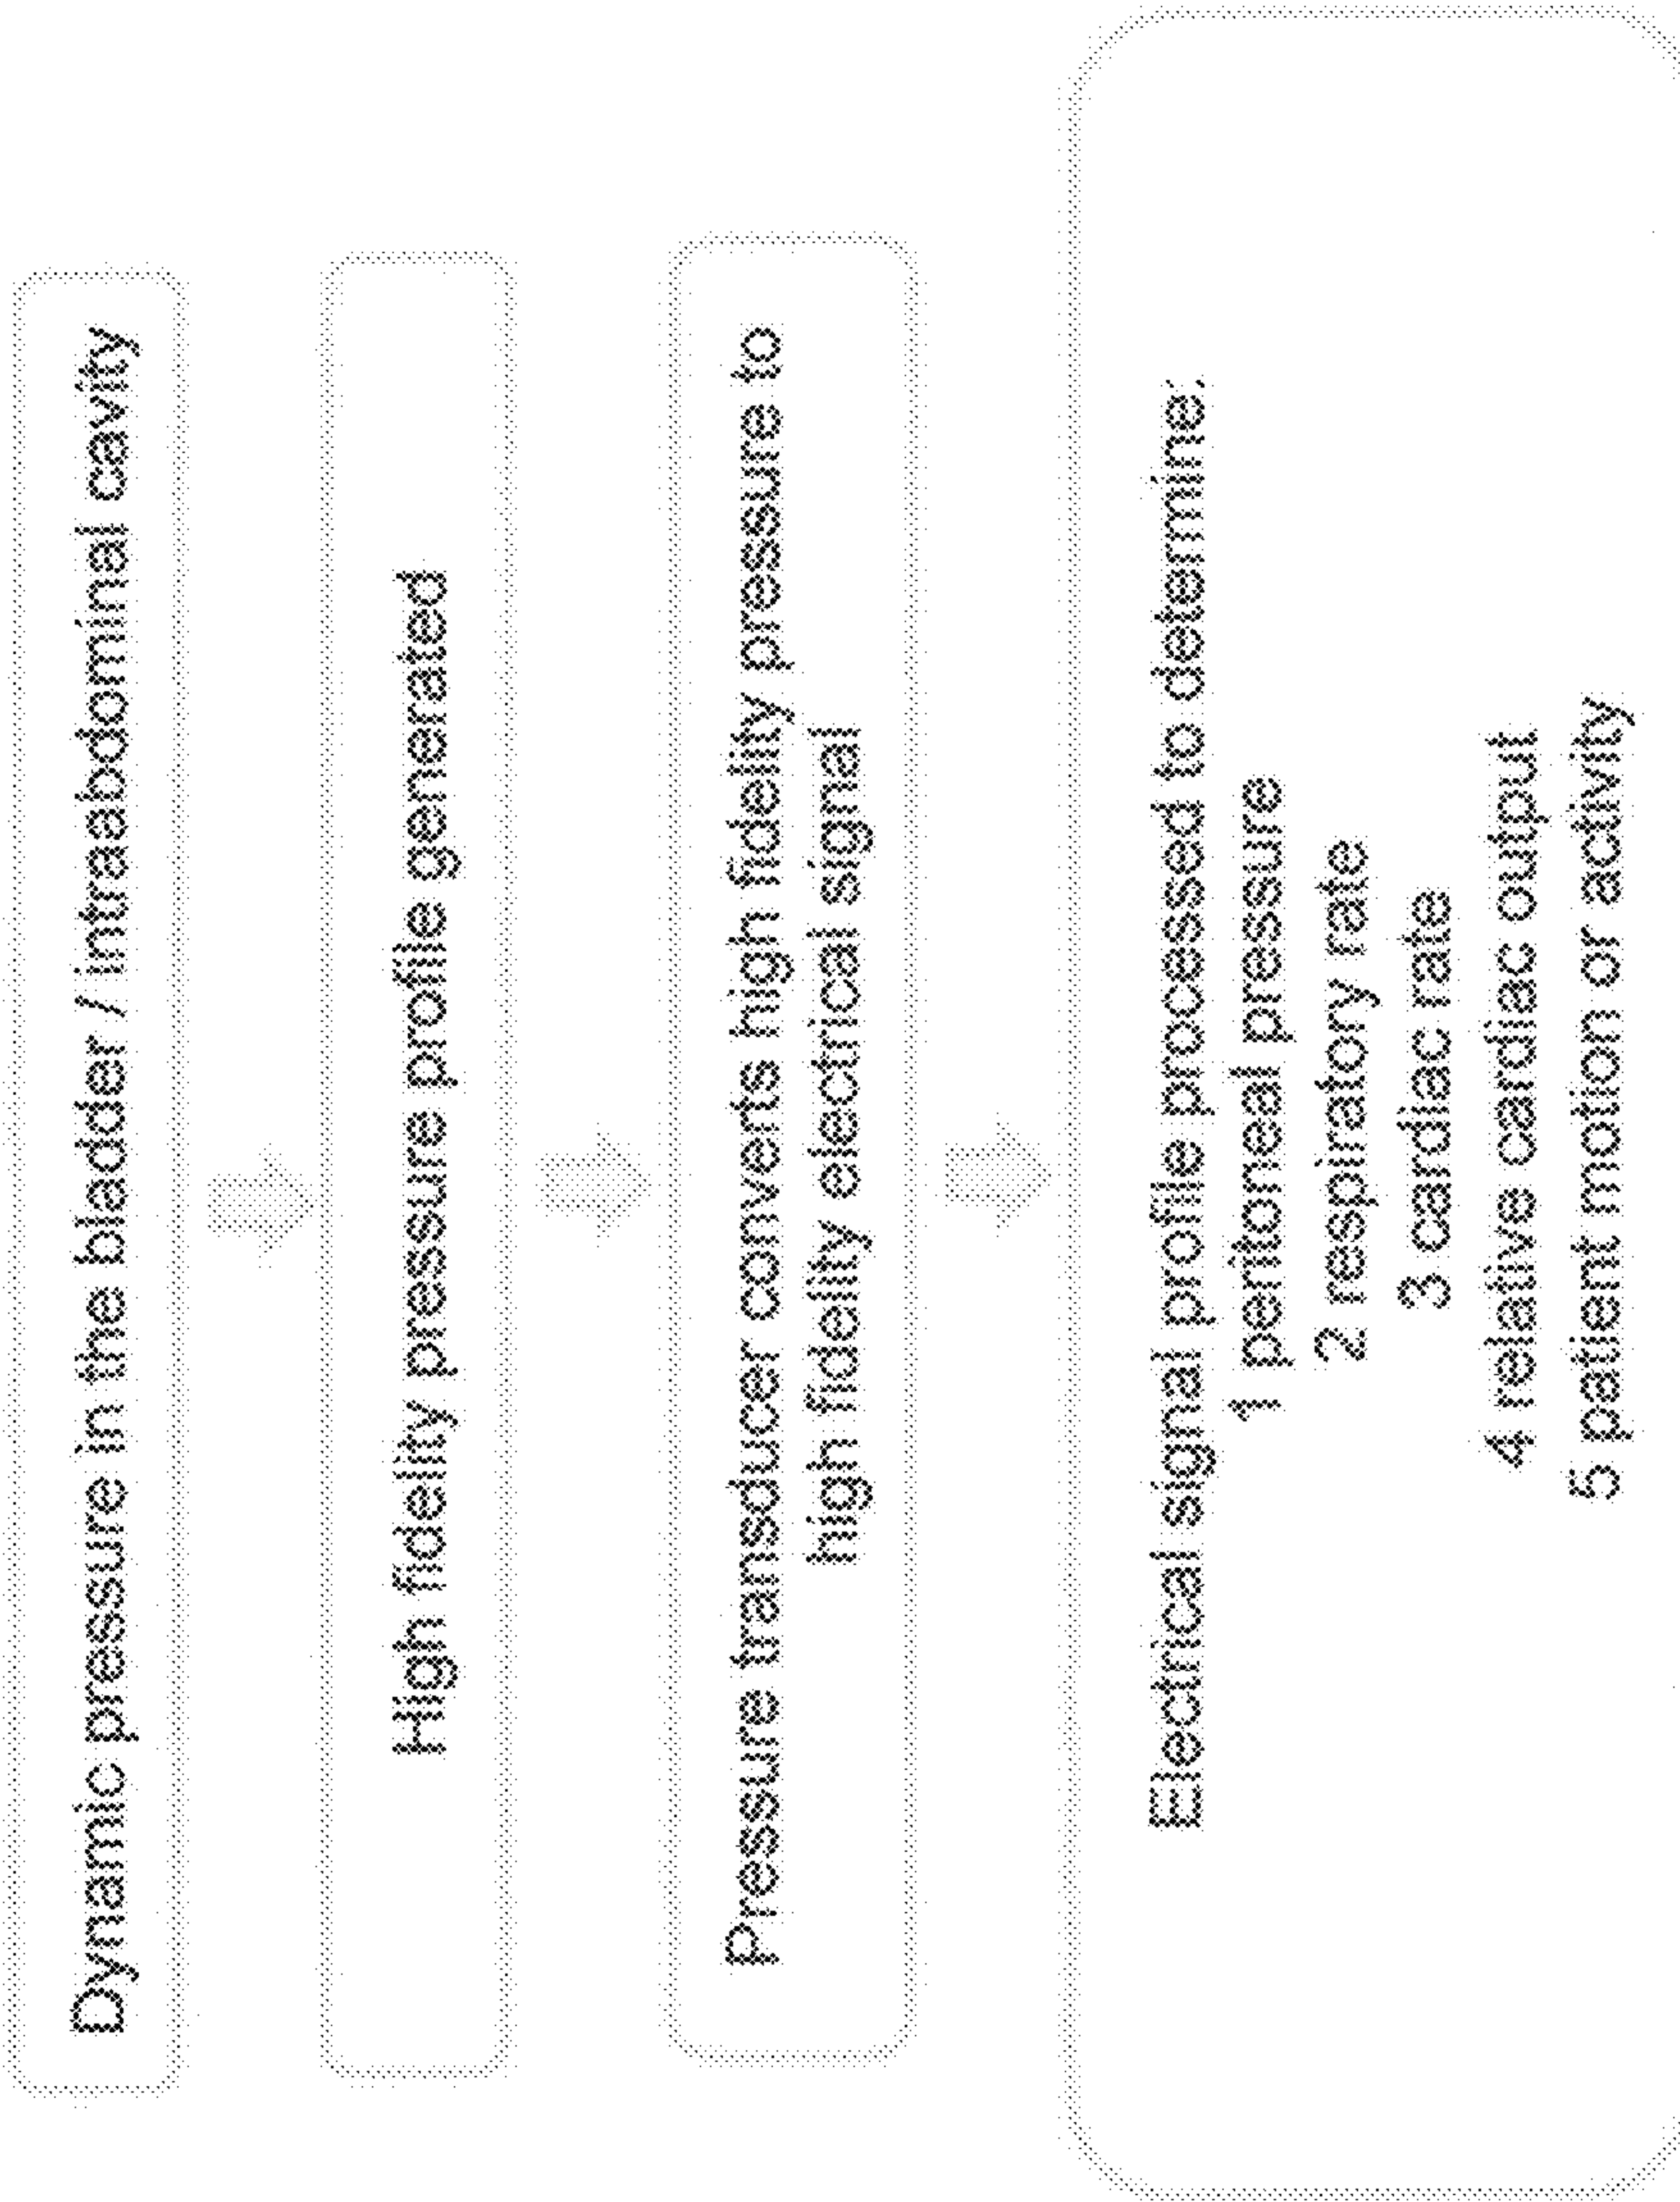 Dynamic pressure in the bladder / intraabdominal cavity
High fidelity pressure profile generated
Pressure transducer converts high fidelity pressure to
high fidelity electrical signal
Electrical signal profile processed to determine:
1 peritoneal pressure
2 respiratory rate
3 cardiac rate
4 relative cardiac output
5 patient motion or activity